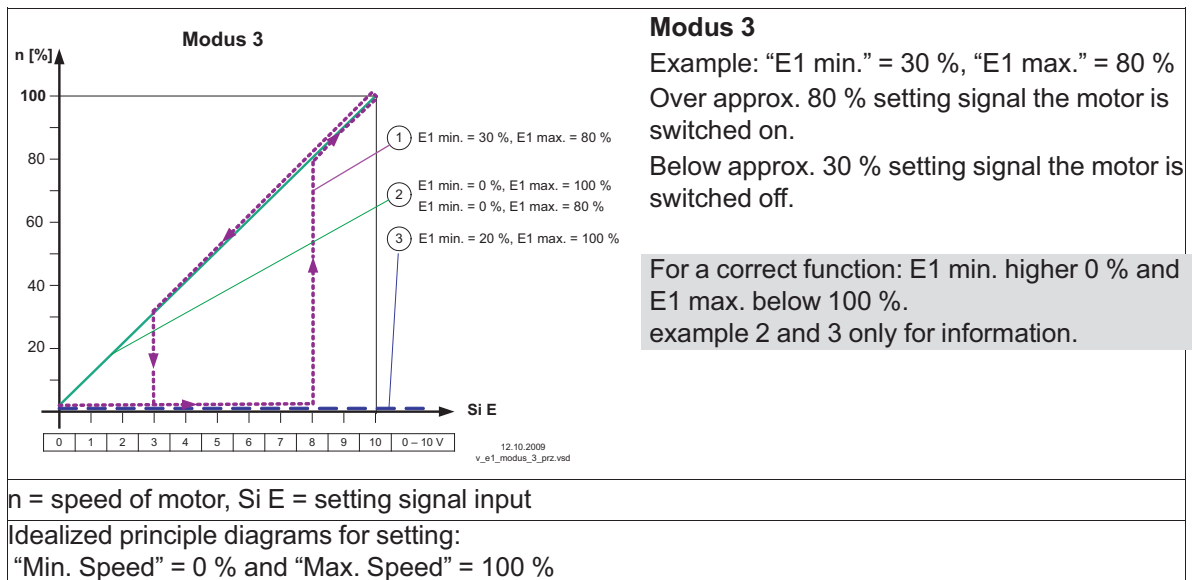 Modus 3
n [%]
100
80
60
40
20
1 E1 min. = 30 %, E1 max. = 80 %
E1 min. = 0 %, E1 max. = 100 %
2
E1 min. = 0 %, E1 max. = 80 %
3 E1 min. = 20 %, E1 max. = 100 %
Si E
0 1 2 3 4 5 6 7 8 9 10 0 – 10 V
12.10.2009
v_e1_modus_3_prz.vsd
Modus 3
Example: “E1 min.” = 30 %, “E1 max.” = 80 %
Over approx. 80 % setting signal the motor is
switched on.
Below approx. 30 % setting signal the motor is
switched off.
For a correct function: E1 min. higher 0 % and
E1 max. below 100 %.
example 2 and 3 only for information.
n = speed of motor, Si E = setting signal input
Idealized principle diagrams for setting:
“Min. Speed” = 0 % and “Max. Speed” = 100 %